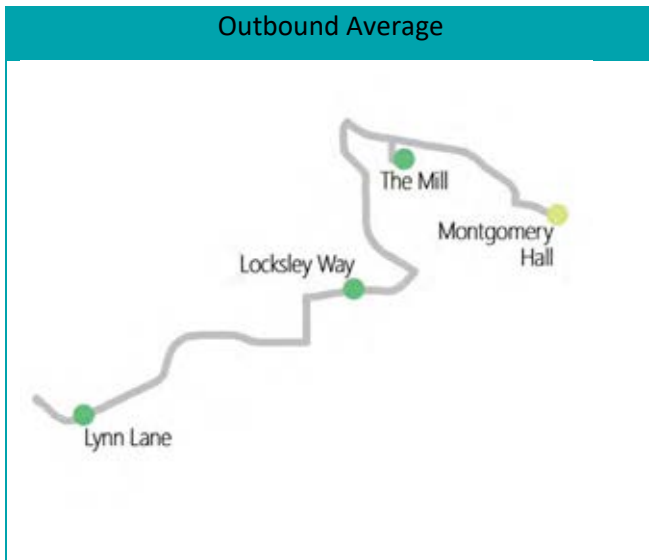 Outbound Average
The Mill
Montgomery
Hall
Locksley Way
Lynn Lane